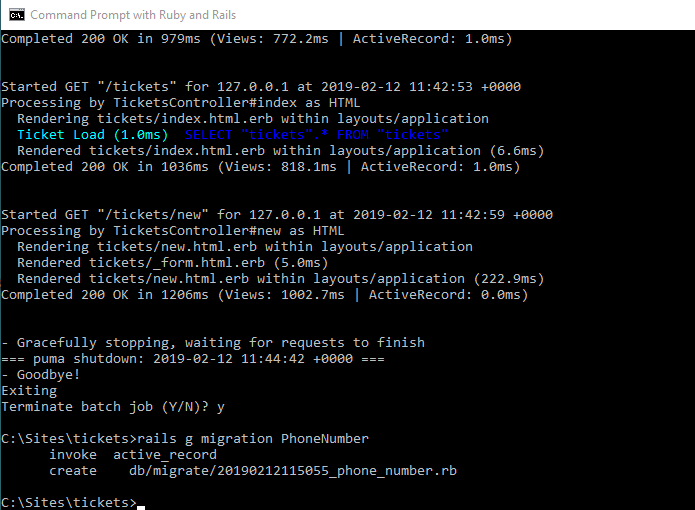 Command Prompt with Ruby and Rails
Completed 200 OK in 979ms (Views: 772.2ms | ActiveRecord: 1.0ms)
Started GET "/tickets" for 127.0.0.1 at 2019-02-12 11:42:53 +0000
Processing by TicketsController#index as HTML
  Rendering tickets/index.html.erb within layouts/application
  Ticket Load (1.0ms)  SELECT "tickets".* FROM "tickets"
  Rendered tickets/index.html.erb within layouts/application (6.6ms)
Completed 200 OK in 1036ms (Views: 818.1ms | ActiveRecord: 1.0ms)
Started GET "/tickets/new" for 127.0.0.1 at 2019-02-12 11:42:59 +0000
Processing by TicketsController#new as HTML
  Rendering tickets/new.html.erb within layouts/application
  Rendered tickets/_form.html.erb (5.0ms)
  Rendered tickets/new.html.erb within layouts/application (222.9ms)
Completed 200 OK in 1206ms (Views: 1002.7ms | ActiveRecord: 0.0ms)
- Gracefully stopping, waiting for requests to finish
=== puma shutdown: 2019-02-12 11:44:42 +0000 ===
- Goodbye!
Exiting
Terminate batch job (Y/N)? y
C:\Sites\tickets>rails g migration PhoneNumber
      invoke  active_record
      create    db/migrate/20190212115055_phone_number.rb
C:\Sites\tickets>